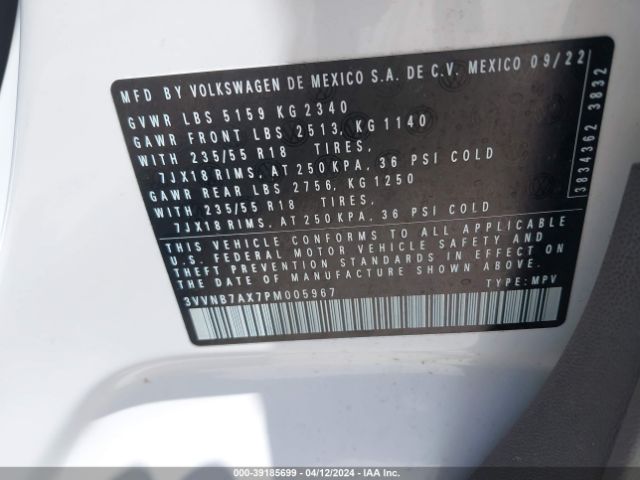 MFD BY VOLKSWAGEN DE MEXICO S.A. DE C.V. MEXICO 09/22
GVWR LBS 5159 KG 2340
GAWR FRONT LBS 2513, KG 1140
WITH 235/55 R18 TIRES,
7JX18 RIMS, AT 250 KPA, 36 PSI COLD
GAWR REAR LBS 2756, KG 1250
WITH 235/55 R18 TIRES,
7JX18 RIMS, AT 250 KPA, 36 PSI COLD
THIS VEHICLE CONFORMS TO ALL APPLICABLE
U.S. FEDERAL MOTOR VEHICLE SAFETY AND
THEFT PREVENTION STANDARDS IN EFFECT ON
THE DATE OF MANUFACTURE SHOWN ABOVE.
3VVNB7AX7PM005967 TYPE: MPV
3834362 3832
000-39185699 - 04/12/2024 - IAA Inc.